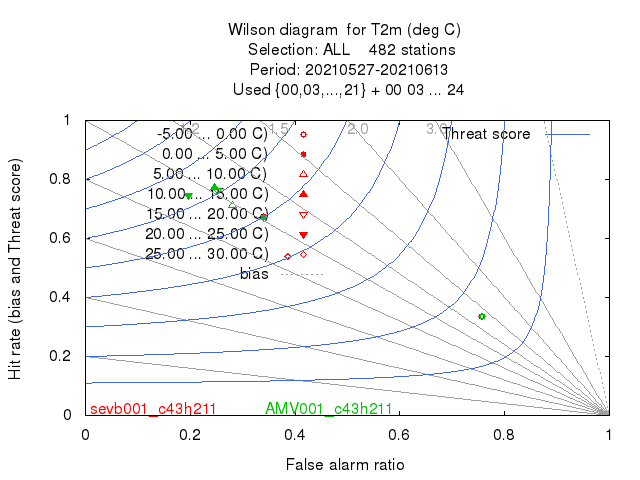 Wilson diagram  for T2m (deg C)
Selection: ALL    482 stations
Period: 20210527-20210613
Used {00,03,...,21} + 00 03 ... 24
Hit rate (bias and Threat score)
1
0.8
0.6
0.4
0.2
0
1.2
1.5
2.0
3.0
Threat score
-5.00 ... 0.00 C)
0.00 ... 5.00 C)
5.00 ... 10.00 C)
10.00 ... 15.00 C)
15.00 ... 20.00 C)
20.00 ... 25.00 C)
25.00 ... 30.00 C)
bias
sevb001_c43h211
AMV001_c43h211
0
0.2
0.4
0.6
0.8
1
False alarm ratio